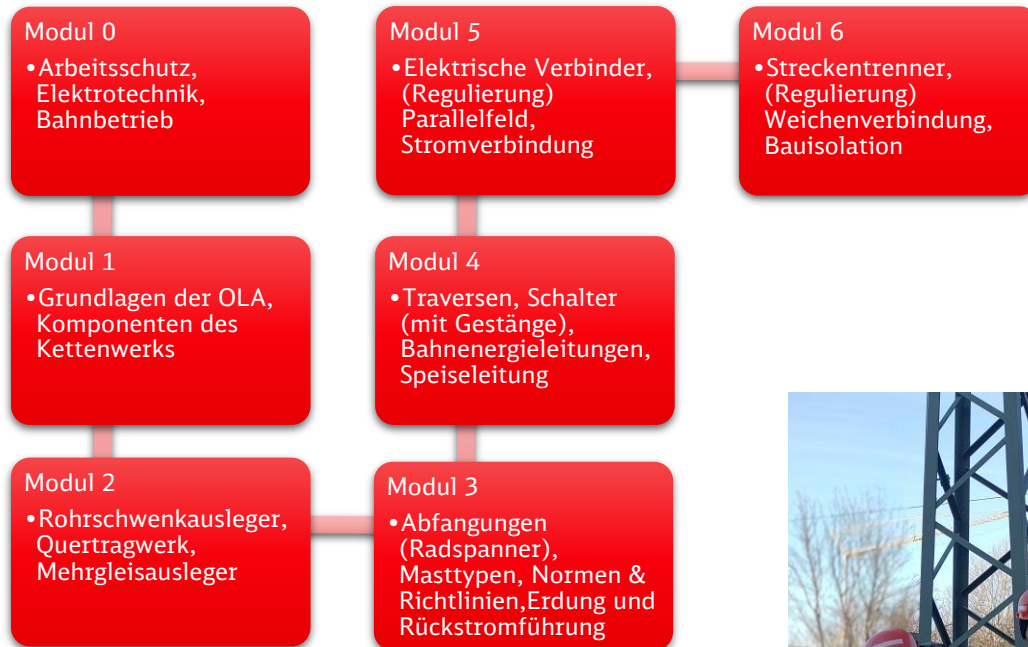 Modul 0
•Arbeitsschutz,
Elektrotechnik,
Bahnbetrieb
Modul 1
•Grundlagen der OLA,
Komponenten des
Kettenwerks
Modul 2
•Rohrschwenkausleger,
Quertragwerk,
Mehrgleisausleger
Modul 3
•Abfangungen
(Radspanner),
Masttypen, Normen &
Richtlinien,Erdung und
Rückstromführung
Modul 4
•Traversen, Schalter
(mit Gestänge),
Bahnenergieleitungen,
Speiseleitung
Modul 5
•Elektrische Verbinder,
(Regulierung)
Parallelfeld,
Stromverbindung
Modul 6
•Streckentrenner,
(Regulierung)
Weichenverbindung,
Bauisolation